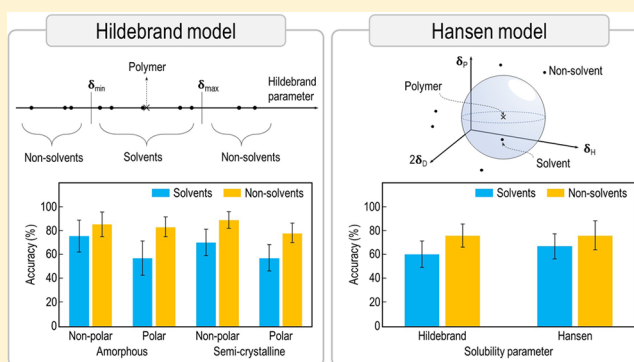 Hildebrand model
Polymer
δmin
δmax
Hildebrand
parameter
Non-solvents
Solvents
Non-solvents
Solvents
Non-solvents
Accuracy (%)
100
80
60
40
20
0
Non-polar
Polar
Non-polar
Polar
Amorphous
Semi-crystalline
Hansen model
δP
Non-solvent
Polymer
δH
2δD
Solvent
Solvents
Non-solvents
Accuracy (%)
100
80
60
40
20
0
Hildebrand
Hansen
Solubility parameter